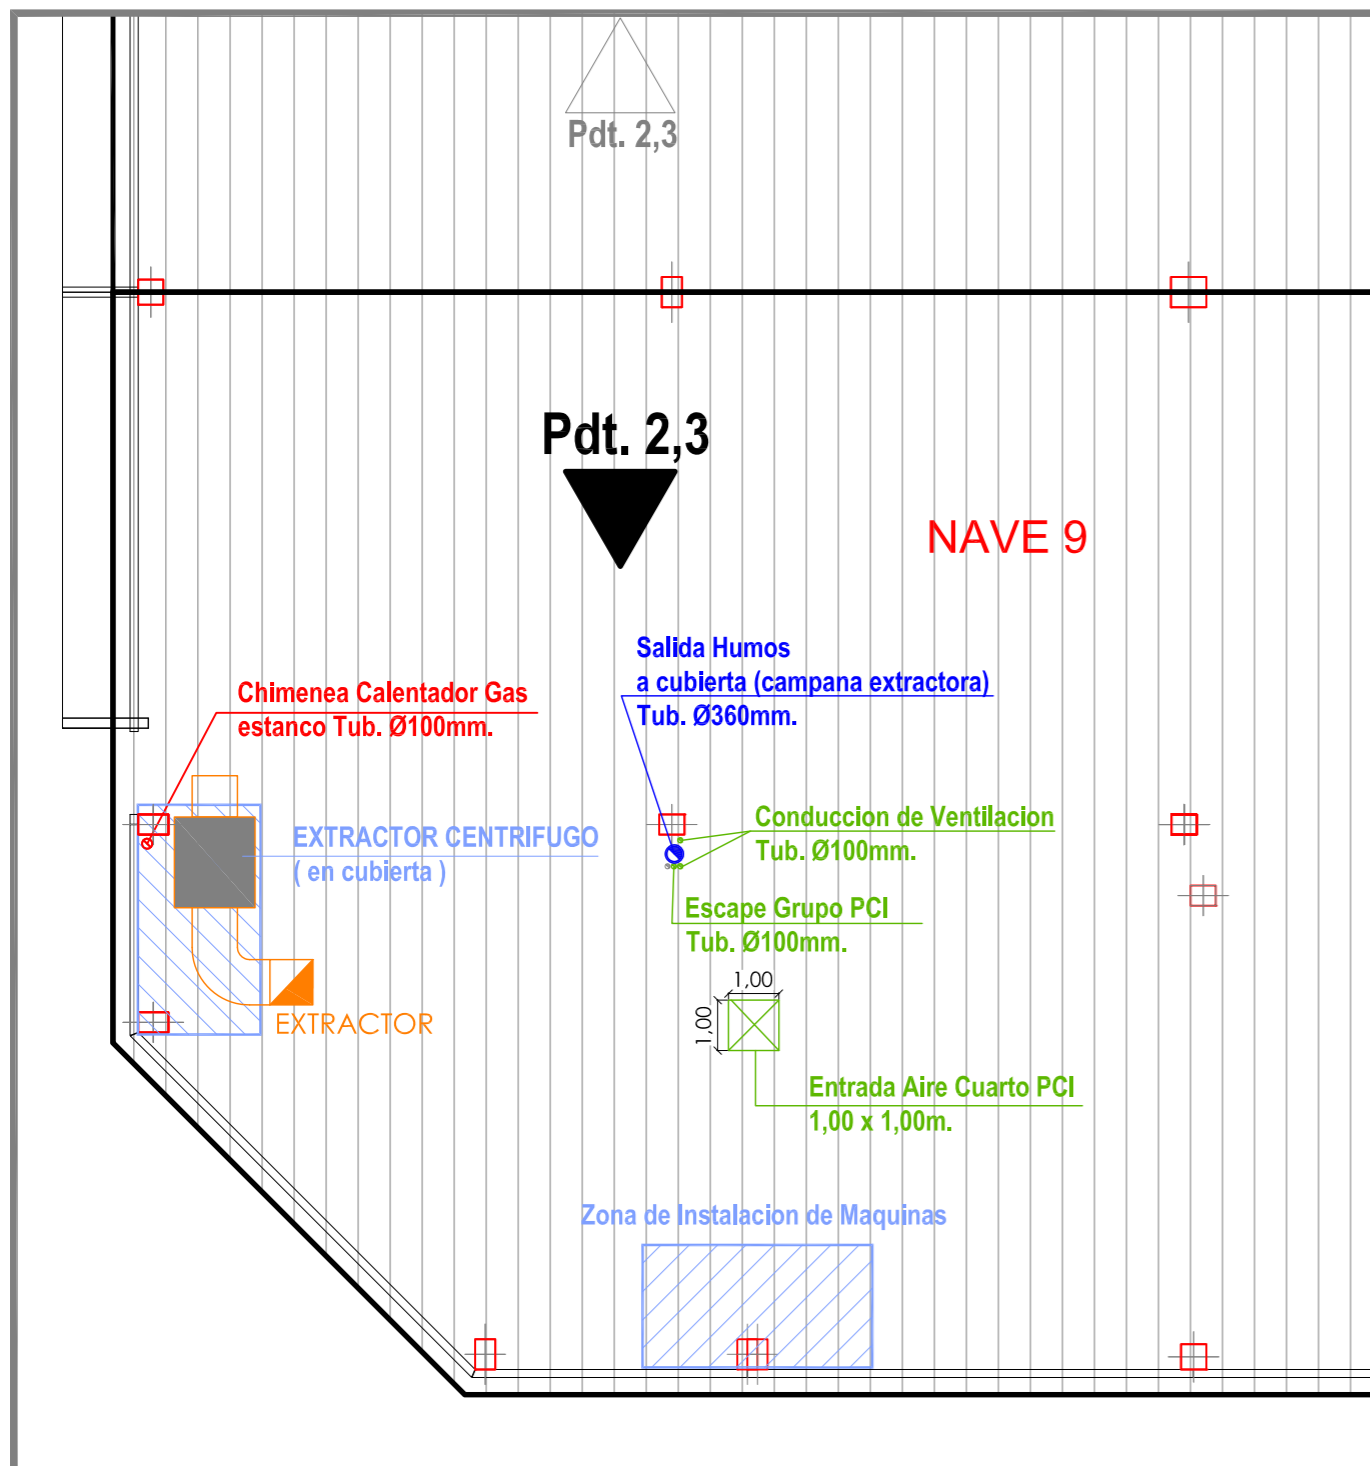 Pdt. 2,3
Pdt. 2,3
NAVE 9
Salida Humos
a cubierta (campana extractora)
Tub. Ø360mm.
Chimenea Calentador Gas
estanco Tub. Ø100mm.
EXTRACTOR CENTRIFUGO
( en cubierta )
Conduccion de Ventilacion
Tub. Ø100mm.
Escape Grupo PCI
Tub. Ø100mm.
1,00
1,00
EXTRACTOR
Entrada Aire Cuarto PCI
1,00 x 1,00m.
Zona de Instalacion de Maquinas